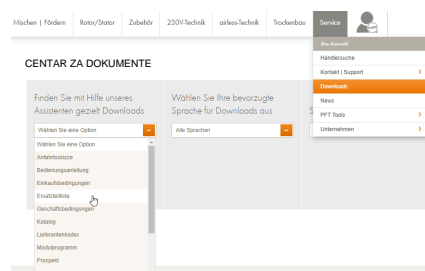 Mischen | Fördern Rotor/Stator Zubehör 230V-Technik airless-Technik Trockenbau Service
Ihre Auswahl
Händlersuche
Kontakt | Support
Downloads
News
PFT Tools
Unternehmen
CENTAR ZA DOKUMENTE
Finden Sie mit Hilfe unseres
Assistenten gezielt Downloads
Wählen Sie eine Option
Wählen Sie eine Option
Anfahrtsskizze
Bedienungsanleitung
Einkaufsbedingungen
Ersatzteilliste
Geschäftsbedingungen
Katalog
Lieferantenkodex
Modulprogramm
Prospekt
Wählen Sie Ihre bevorzugte
Sprache für Downloads aus
Alle Sprachen
S